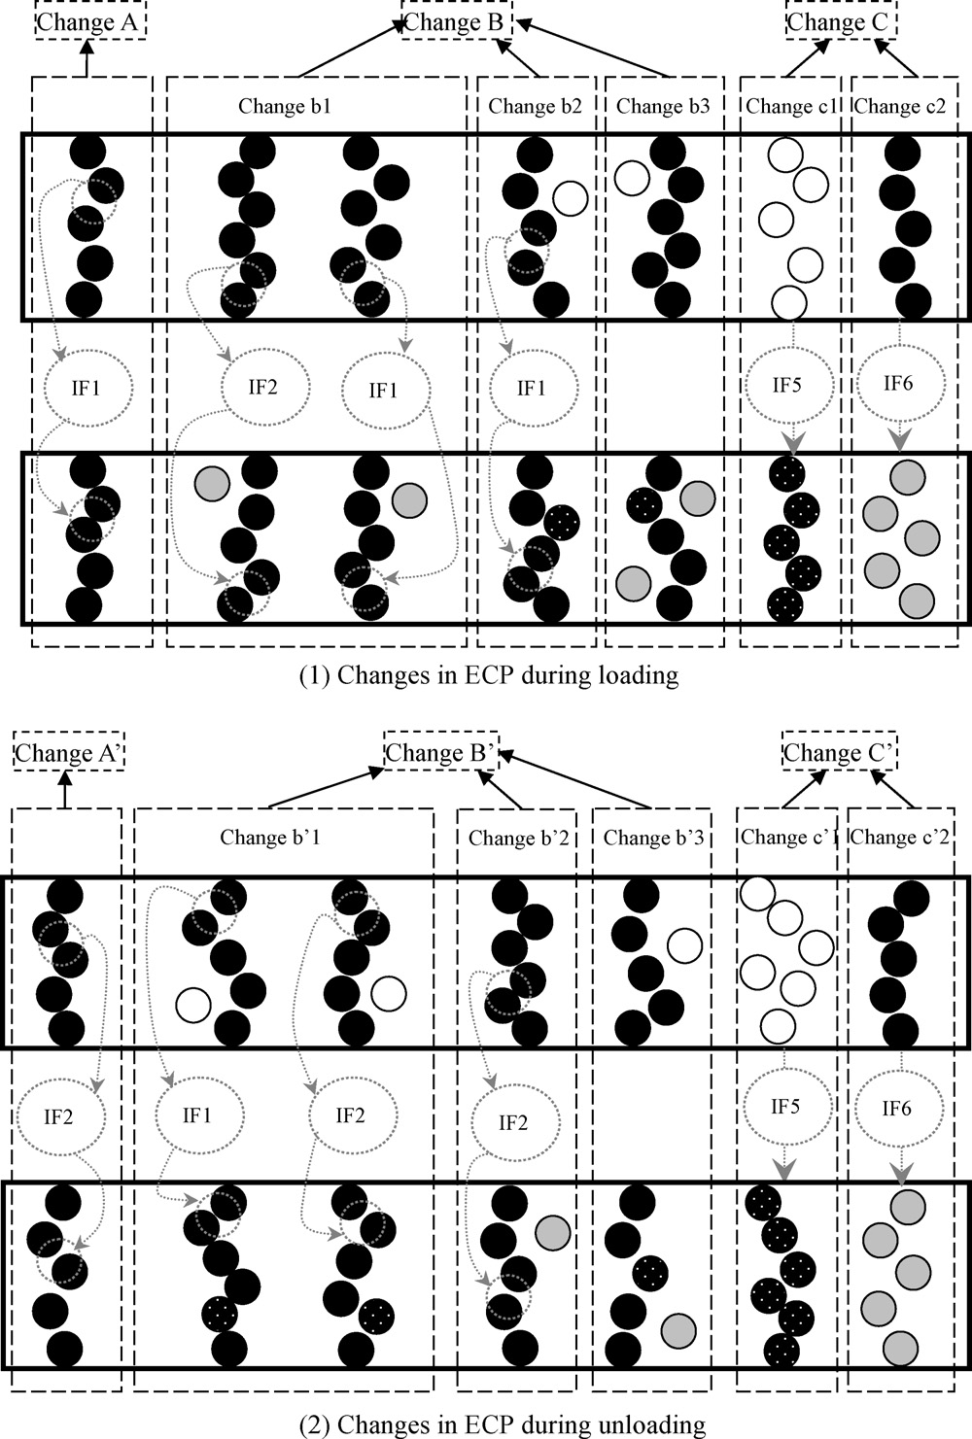 Change A Change B Change C
Change b1 Change b2 Change b3 Change c1 Change c2
IF1 IF2 IF1 IF1 IF5 IF6
(1) Changes in ECP during loading
Change A’ Change B’ Change C’
Change b’1 Change b’2 Change b’3 Change c’1 Change c’2
IF2 IF1 IF2 IF2 IF5 IF6
(2) Changes in ECP during unloading